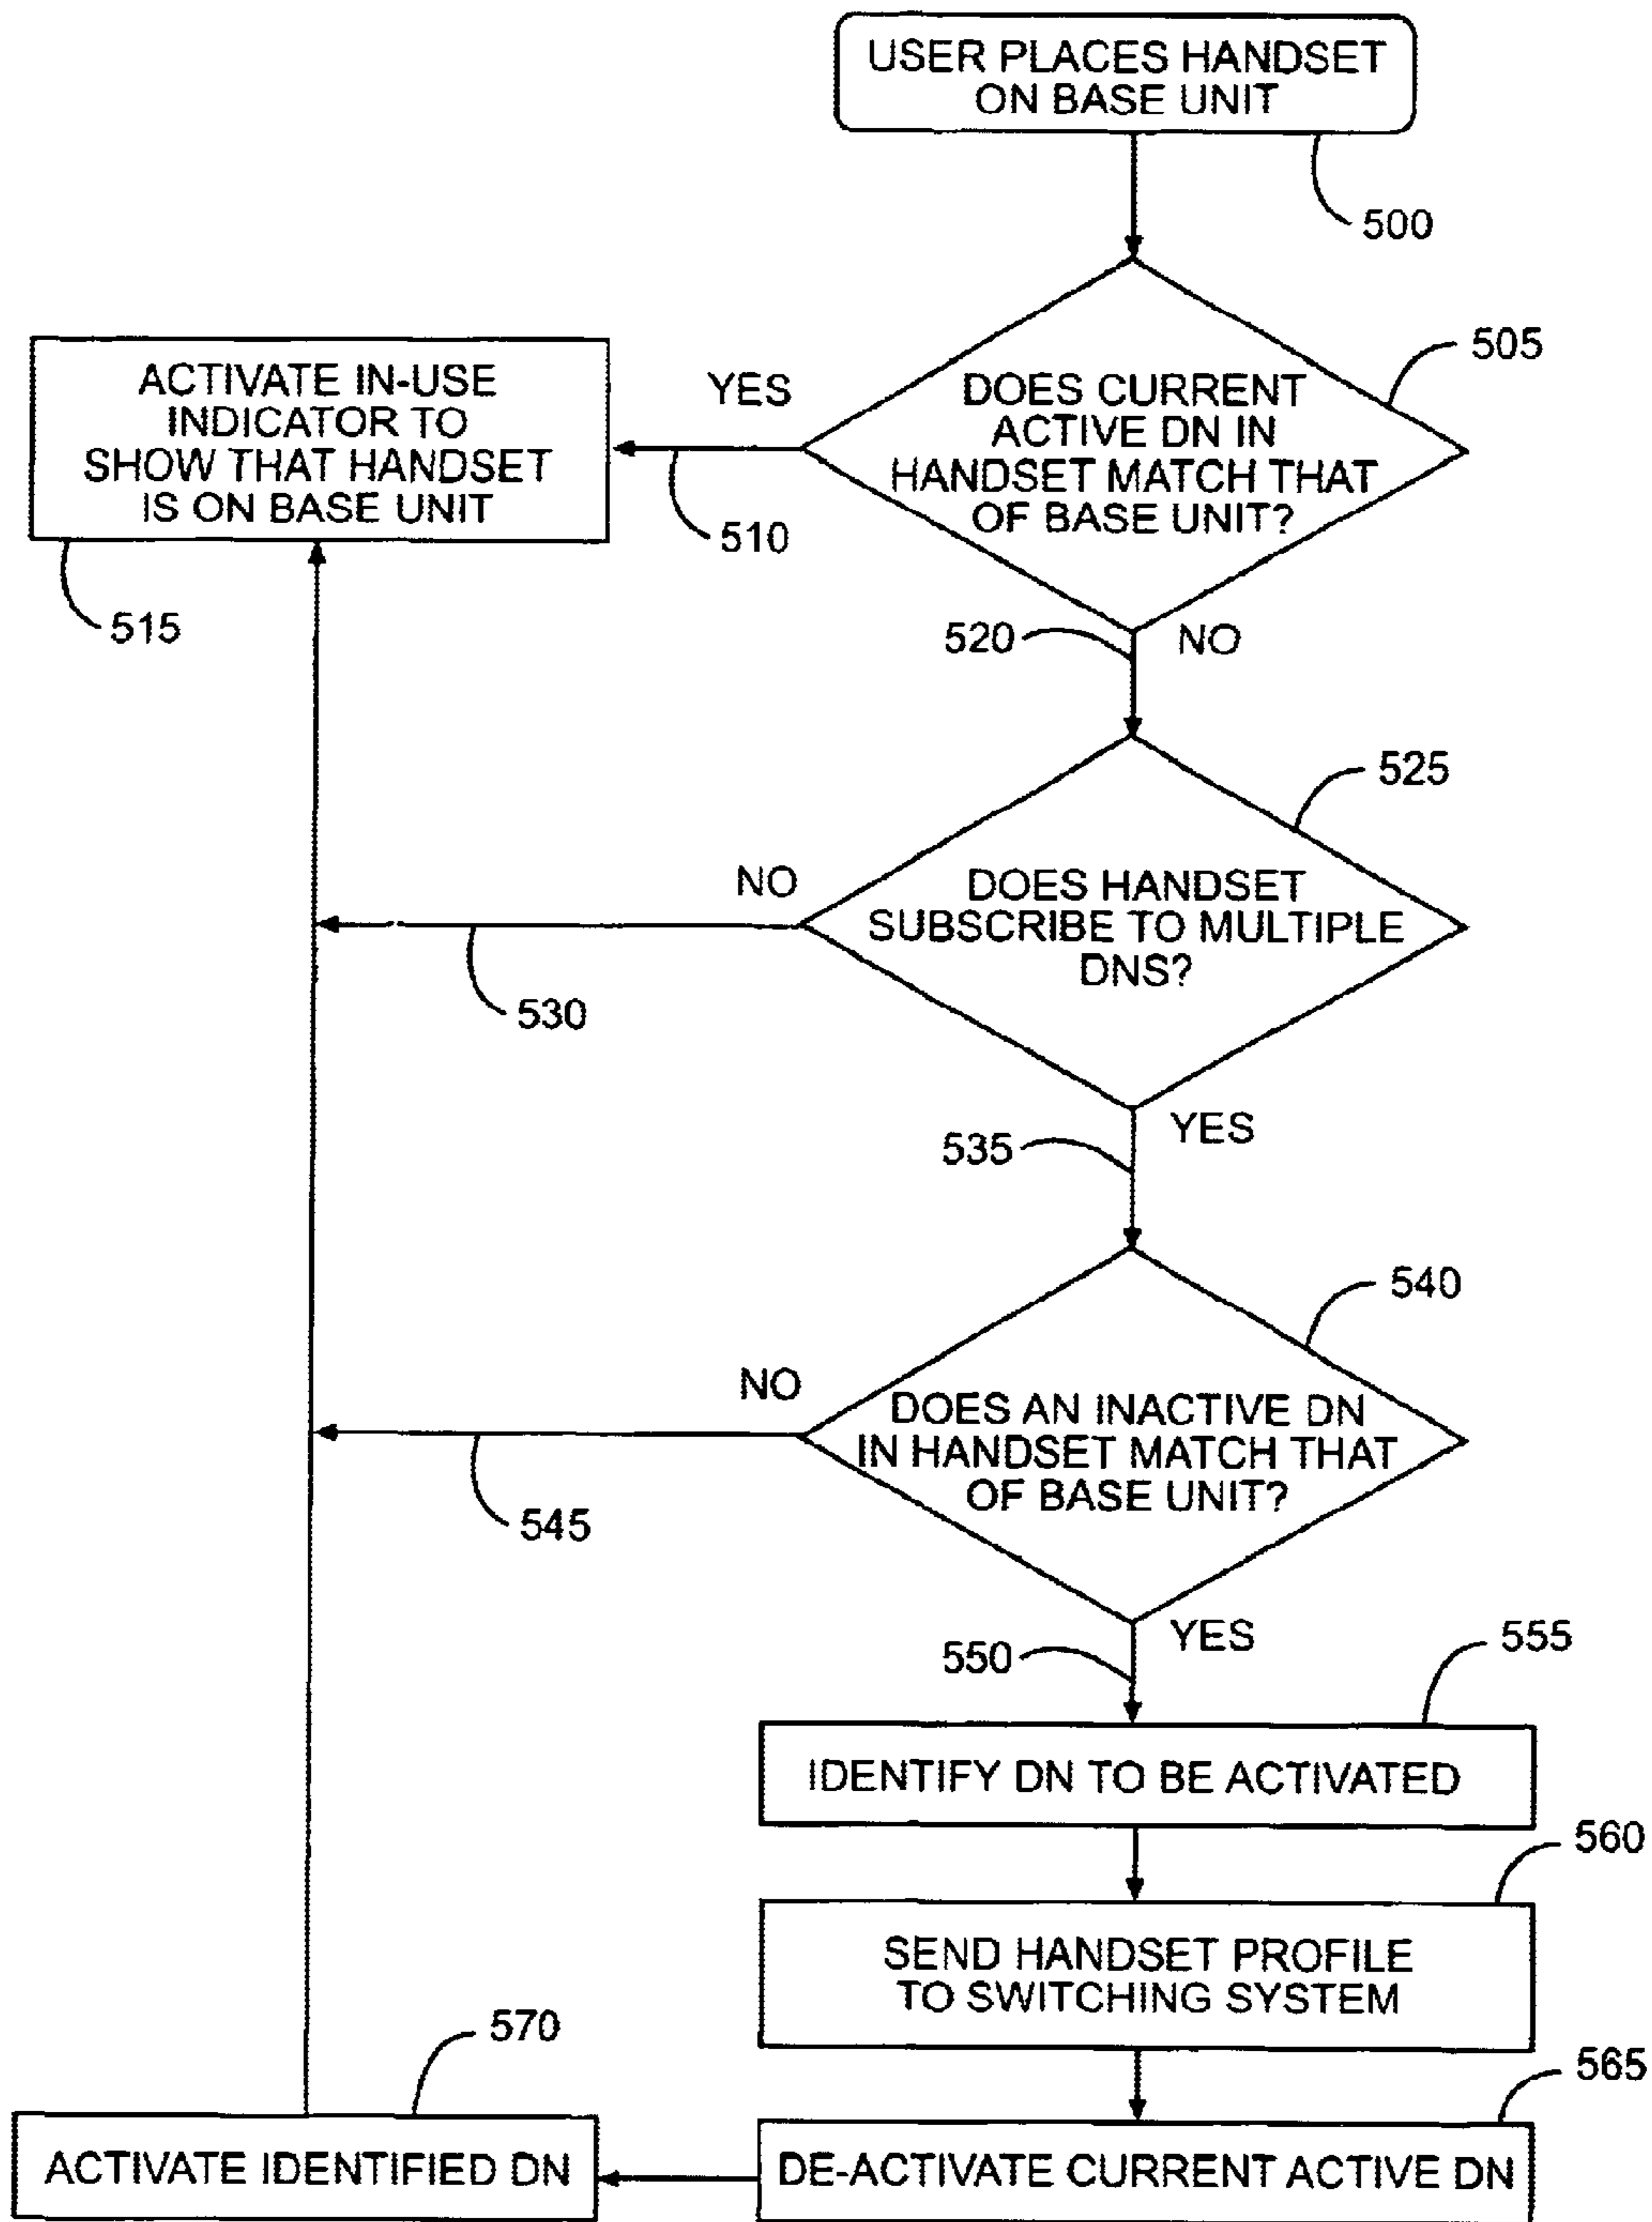 USER PLACES HANDSET
ON BASE UNIT
500
505
DOES CURRENT
ACTIVE DN IN
HANDSET MATCH THAT
OF BASE UNIT?
YES
510
ACTIVATE IN-USE
INDICATOR TO
SHOW THAT HANDSET
IS ON BASE UNIT
515
520
NO
525
DOES HANDSET
SUBSCRIBE TO MULTIPLE
DNS?
NO
530
535
YES
540
DOES AN INACTIVE DN
IN HANDSET MATCH THAT
OF BASE UNIT?
NO
545
550
YES
555
IDENTIFY DN TO BE ACTIVATED
560
SEND HANDSET PROFILE
TO SWITCHING SYSTEM
565
DE-ACTIVATE CURRENT ACTIVE DN
570
ACTIVATE IDENTIFIED DN